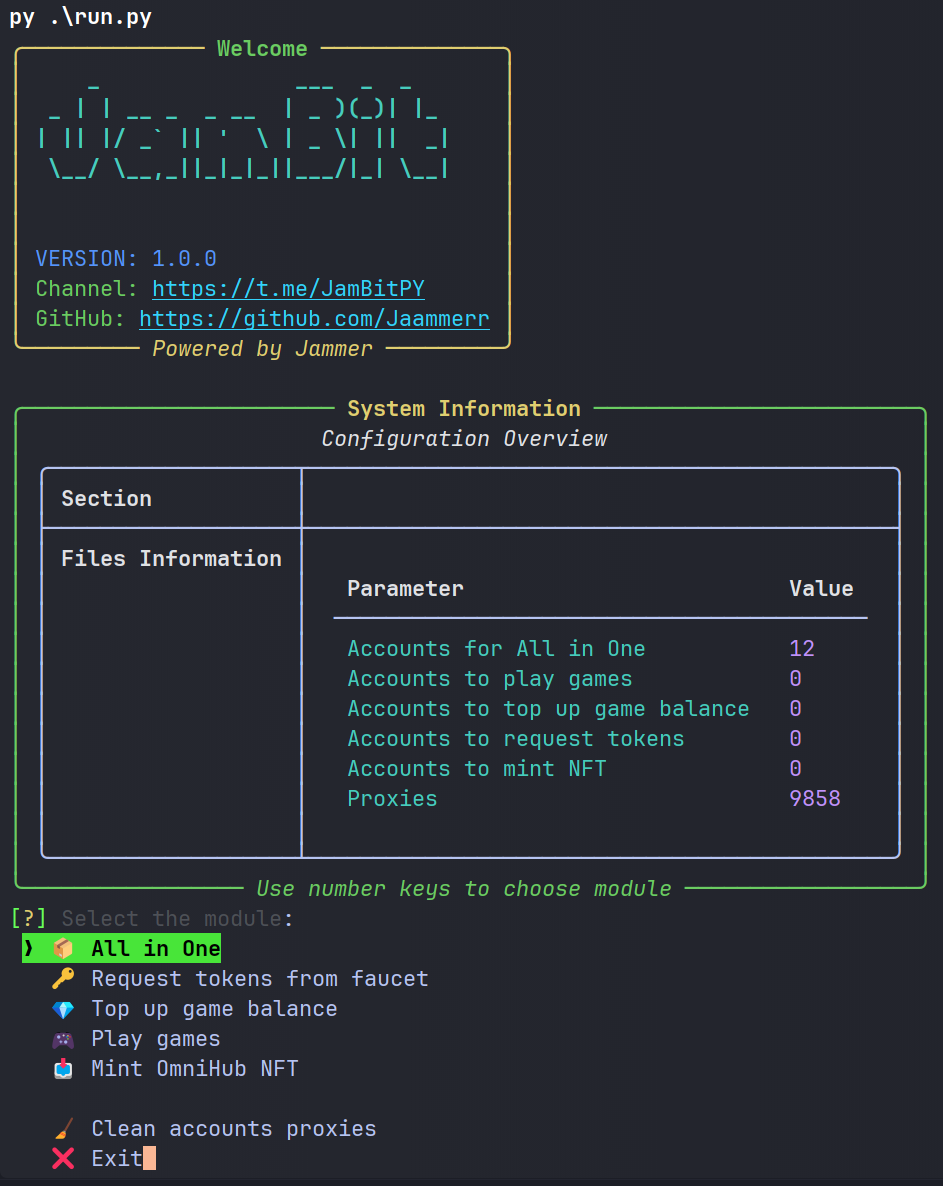 py .\run.py
Welcome
JamBit
VERSION: 1.0.0
Channel: https://t.me/JamBitPY
GitHub: https://github.com/Jaammerr
Powered by Jammer
System Information
Configuration Overview
Section
Files Information
Parameter Value
Accounts for All in One 12
Accounts to play games 0
Accounts to top up game balance 0
Accounts to request tokens 0
Accounts to mint NFT 0
Proxies 9858
Use number keys to choose module
[?] Select the module:
❯ 📦 All in One
🔑 Request tokens from faucet
💎 Top up game balance
🎮 Play games
📥 Mint OmniHub NFT
🧹 Clean accounts proxies
❌ Exit